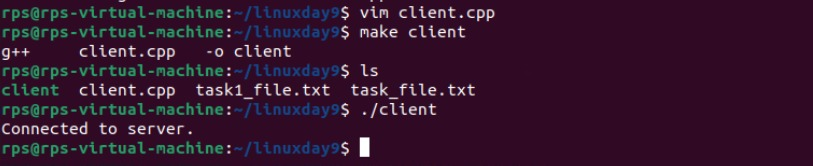 rps@rps-virtual-machine:~/linuxday9$ vim client.cpp
rps@rps-virtual-machine:~/linuxday9$ make client
g++     client.cpp   -o client
rps@rps-virtual-machine:~/linuxday9$ ls
client  client.cpp  task1_file.txt  task_file.txt
rps@rps-virtual-machine:~/linuxday9$ ./client
Connected to server.
rps@rps-virtual-machine:~/linuxday9$